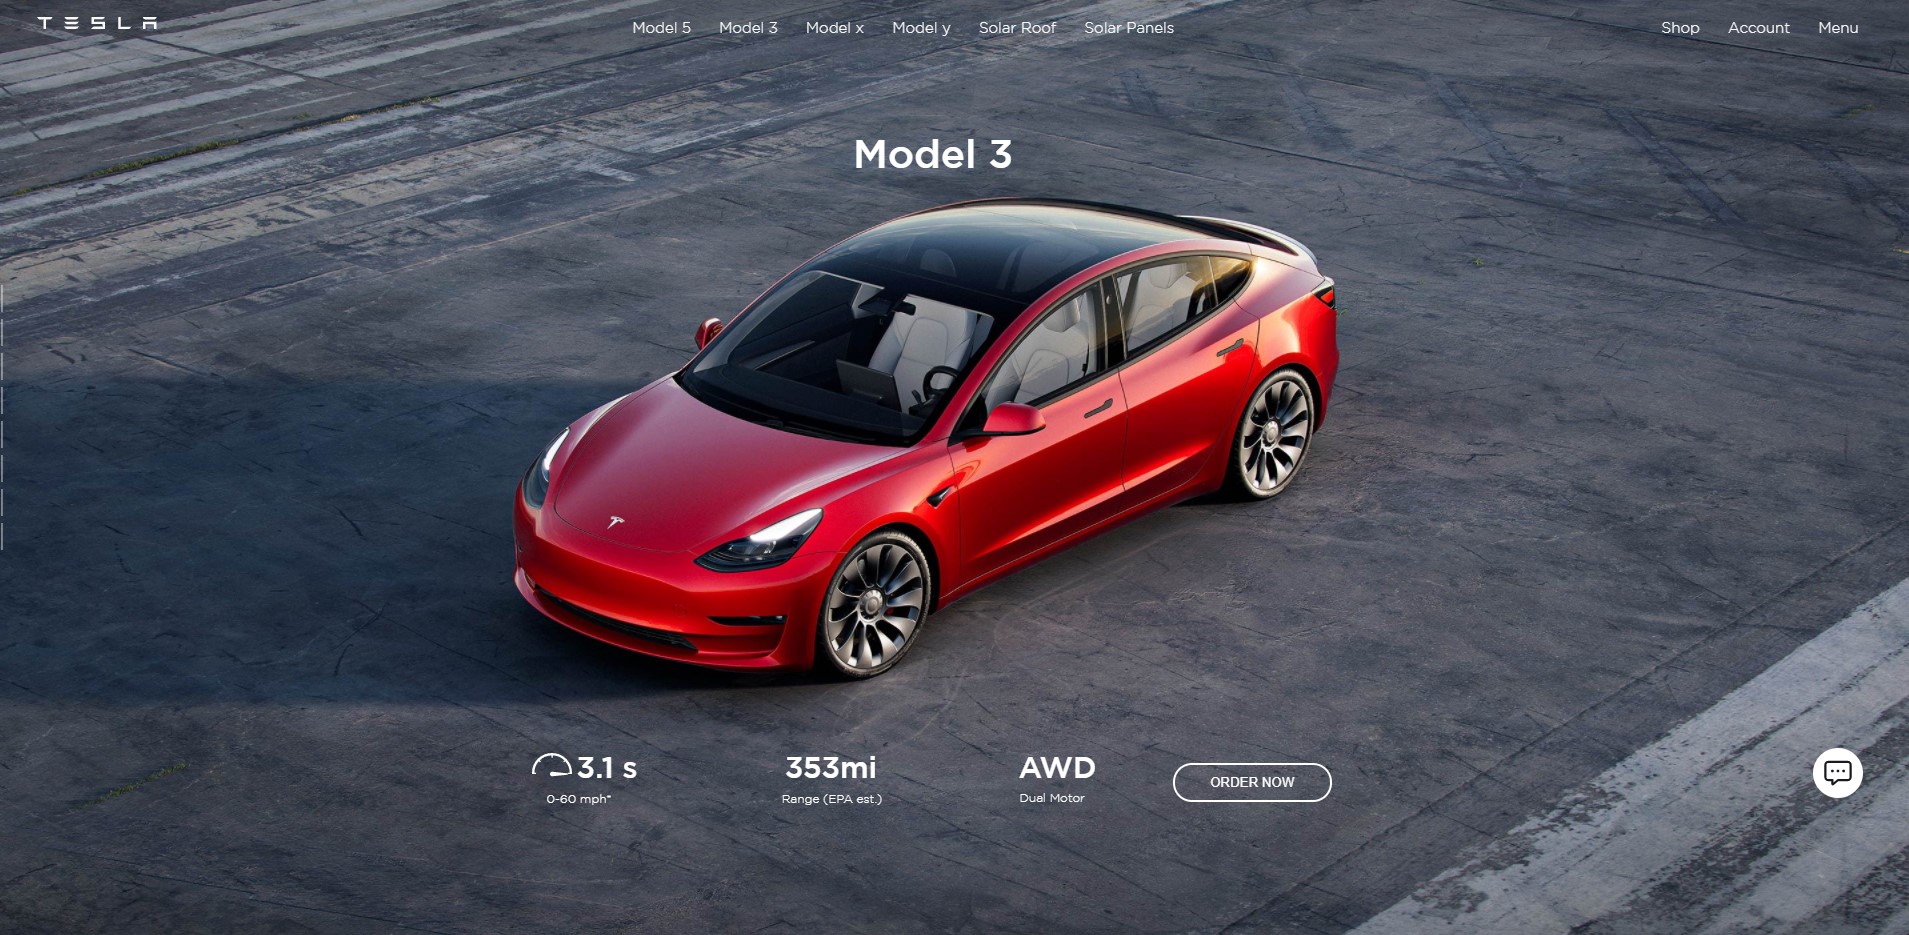 TESLA
Model 5 Model 3 Model x Model y Solar Roof Solar Panels
Shop Account Menu
Model 3
3.1 s
0-60 mph*
353mi
Range (EPA est.)
AWD
Dual Motor
ORDER NOW